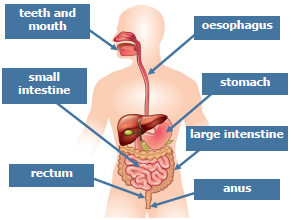 teeth and
mouth
oesophagus
small
intestine
stomach
large intenstine
rectum
anus